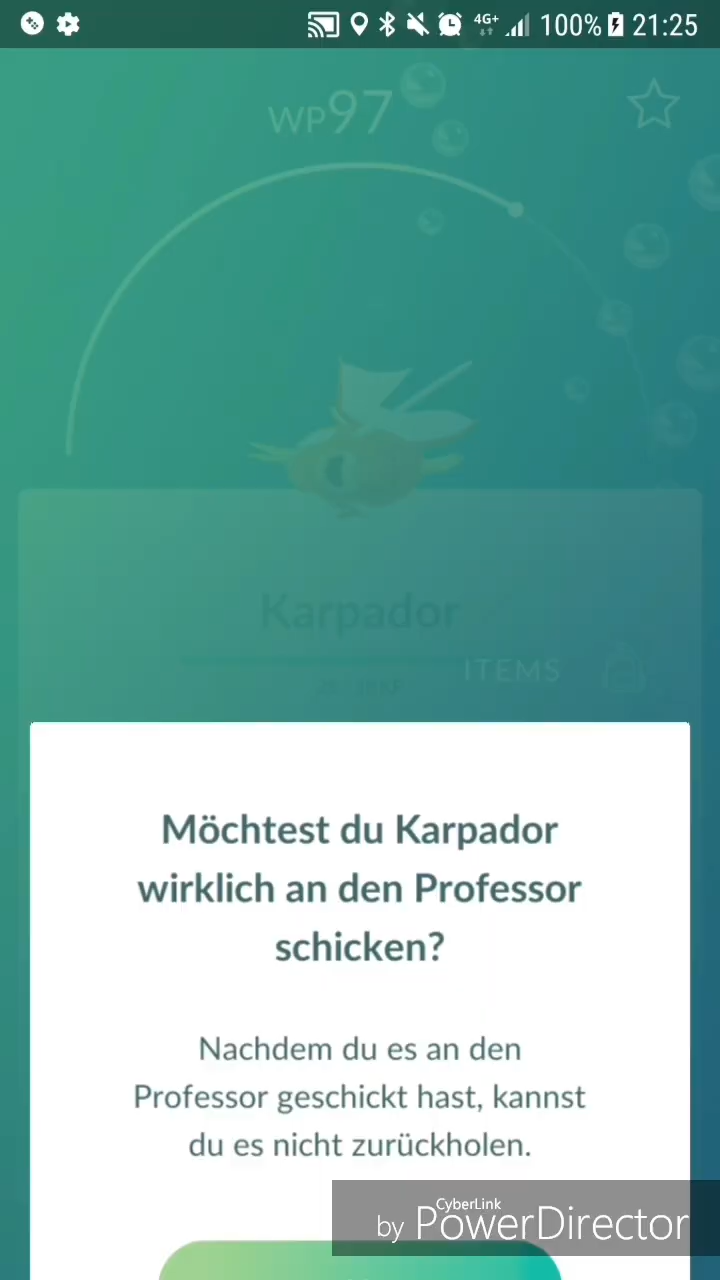 4G+ 100% 21:25
WP97
Karpador
ITEMS
Möchtest du Karpador
wirklich an den Professor
schicken?
Nachdem du es an den
Professor geschickt hast, kannst
du es nicht zurückholen.
CyberLink
by PowerDirector